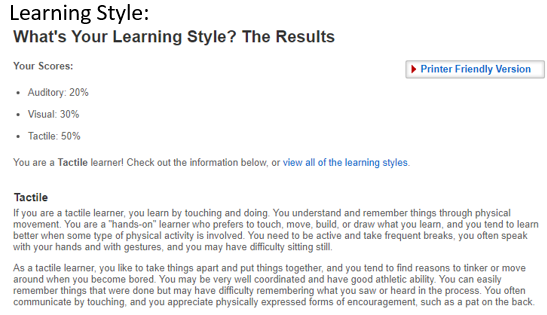 Learning Style:
What's Your Learning Style? The Results
Your Scores:
Printer Friendly Version
• Auditory: 20%
• Visual: 30%
• Tactile: 50%
You are a Tactile learner! Check out the information below, or view all of the learning styles.
Tactile
If you are a tactile learner, you learn by touching and doing. You understand and remember things through physical
movement. You are a "hands-on" learner who prefers to touch, move, build, or draw what you learn, and you tend to learn
better when some type of physical activity is involved. You need to be active and take frequent breaks, you often speak
with your hands and with gestures, and you may have difficulty sitting still.
As a tactile learner, you like to take things apart and put things together, and you tend to find reasons to tinker or move
around when you become bored. You may be very well coordinated and have good athletic ability. You can easily
remember things that were done but may have difficulty remembering what you saw or heard in the process. You often
communicate by touching, and you appreciate physically expressed forms of encouragement, such as a pat on the back.